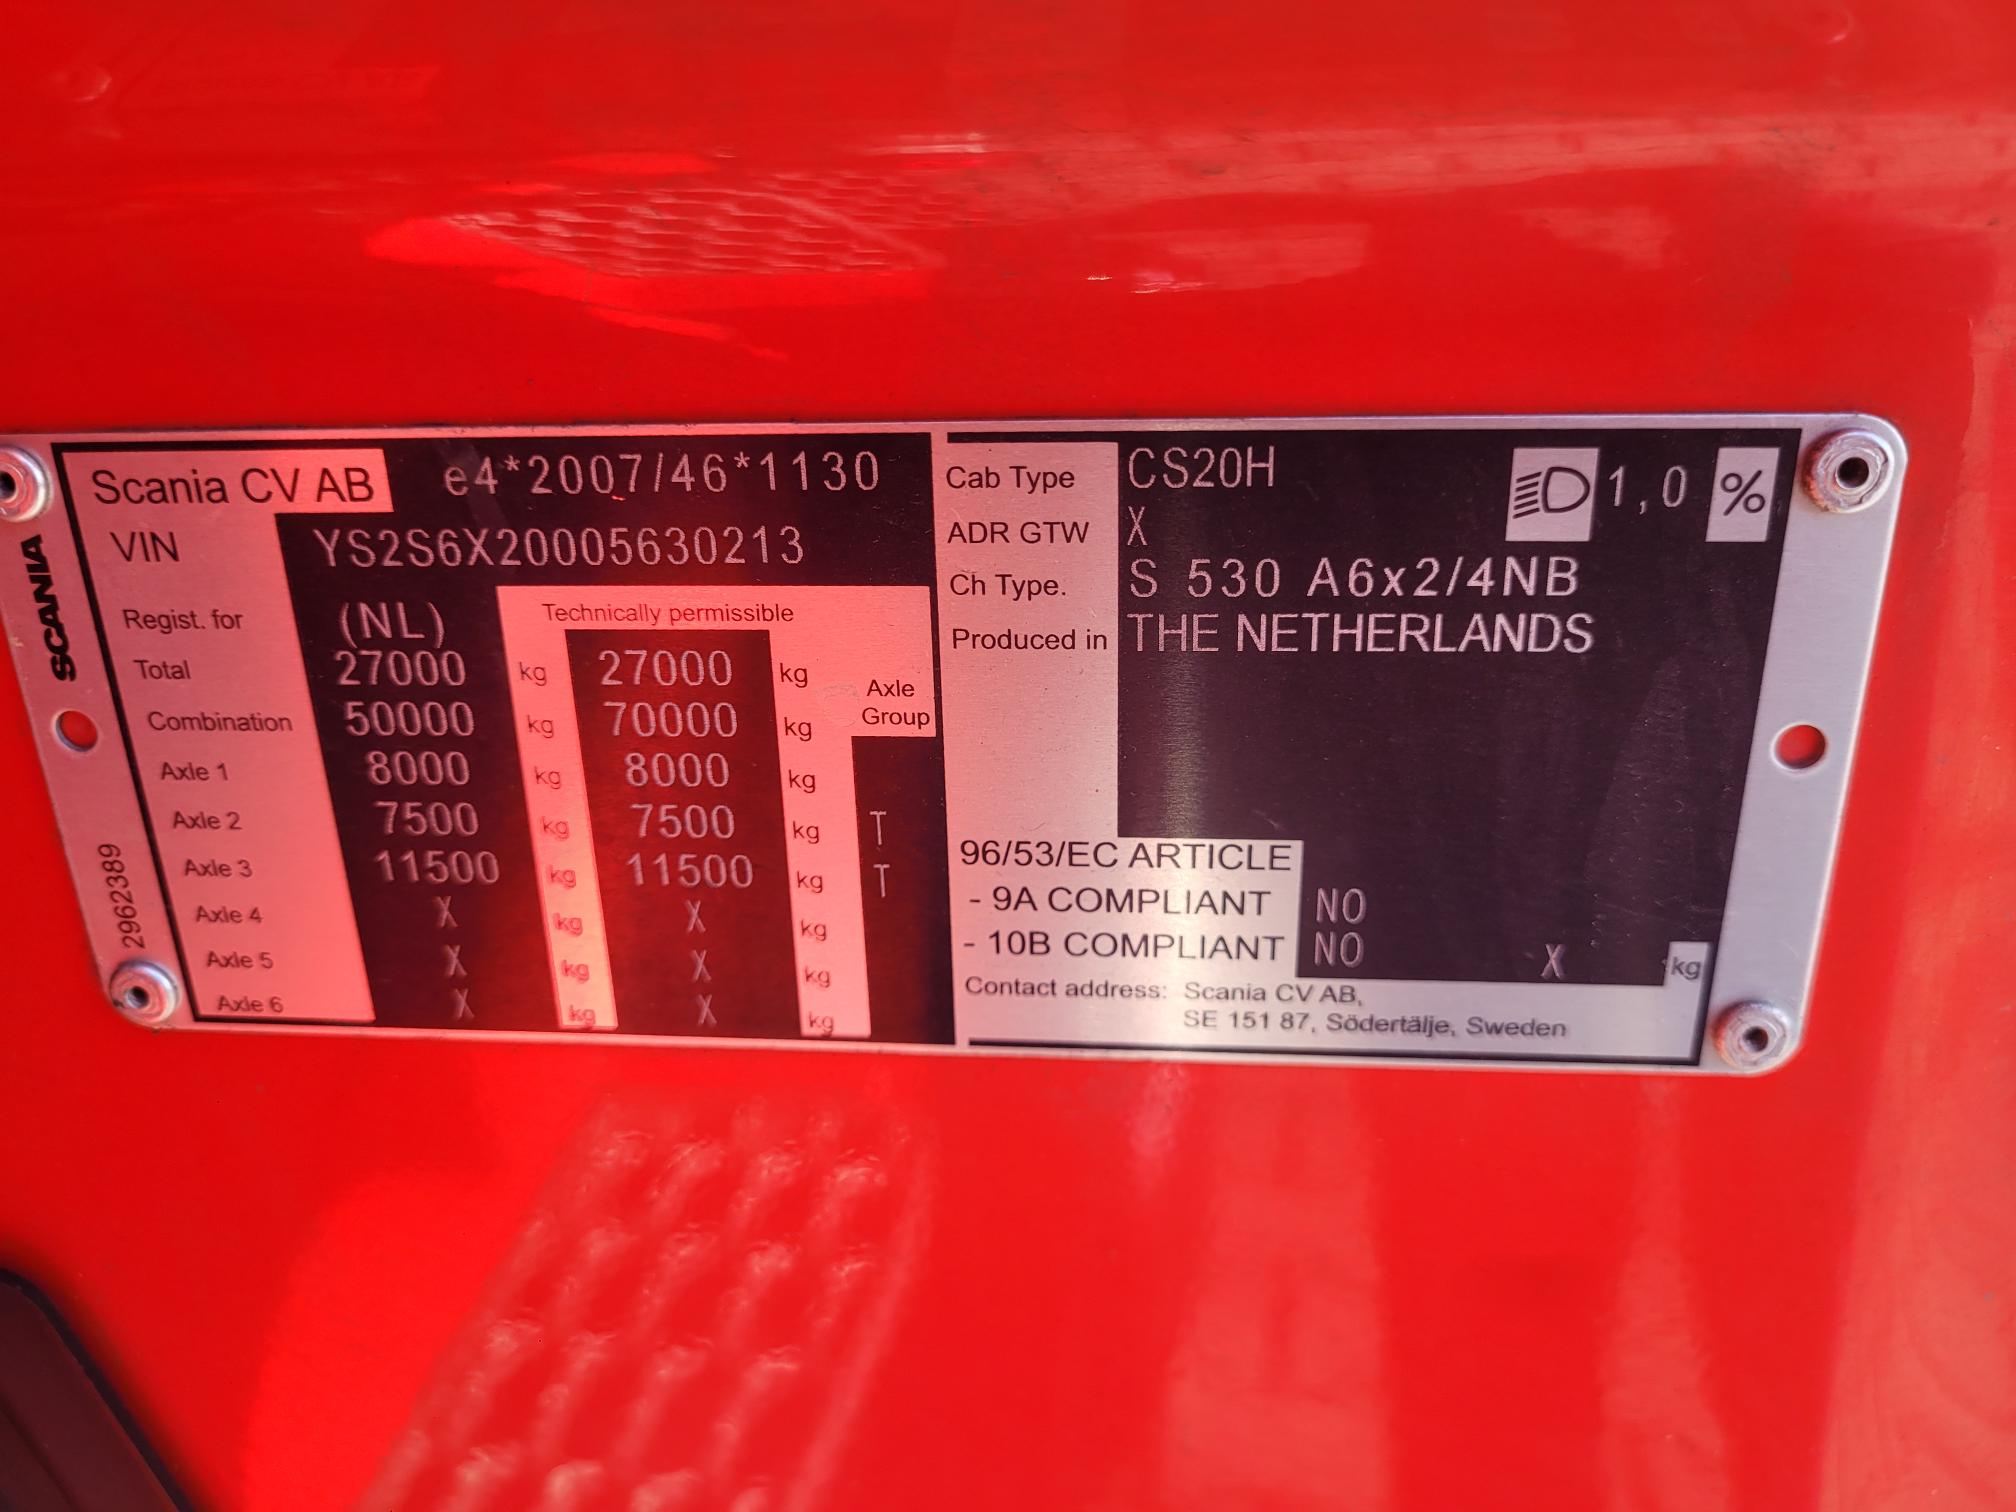 Scania CV AB e4*2007/46*1130
VIN YS2S6X20005630213
Regist. for (NL) Technically permissible
Total 27000 kg 27000 kg Axle Group
Combination 50000 kg 70000 kg
Axle 1 8000 kg 8000 kg
Axle 2 7500 kg 7500 kg T
Axle 3 11500 kg 11500 kg T
Axle 4 X kg X kg
Axle 5 X kg X kg
Axle 6 X kg X kg
SCANIA
2962389
Cab Type CS20H 1,0 %
ADR GTW X
Ch Type. S 530 A6x2/4NB
Produced in THE NETHERLANDS
96/53/EC ARTICLE
- 9A COMPLIANT NO
- 10B COMPLIANT NO X kg
Contact address: Scania CV AB,
SE 151 87, Södertälje, Sweden